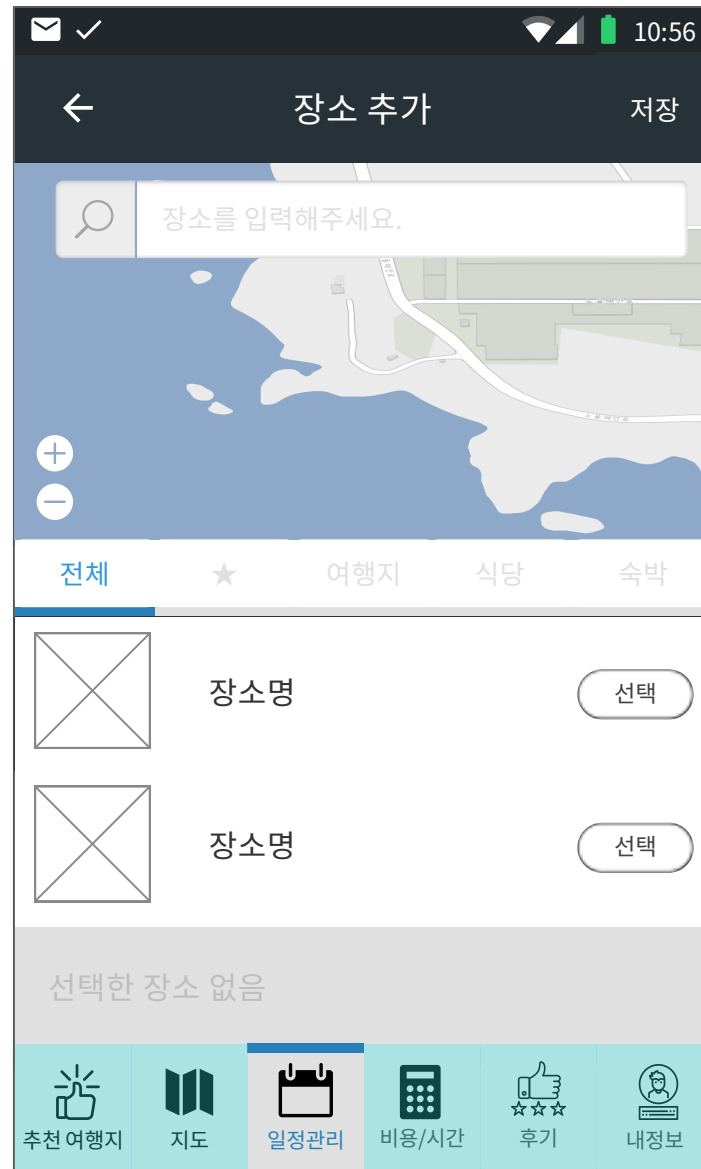 10:56
장소 추가
저장
장소를 입력해주세요.
전체 ★ 여행지 식당 숙박
장소명 선택
장소명 선택
선택한 장소 없음
추천 여행지 지도 일정관리 비용/시간 후기 내정보